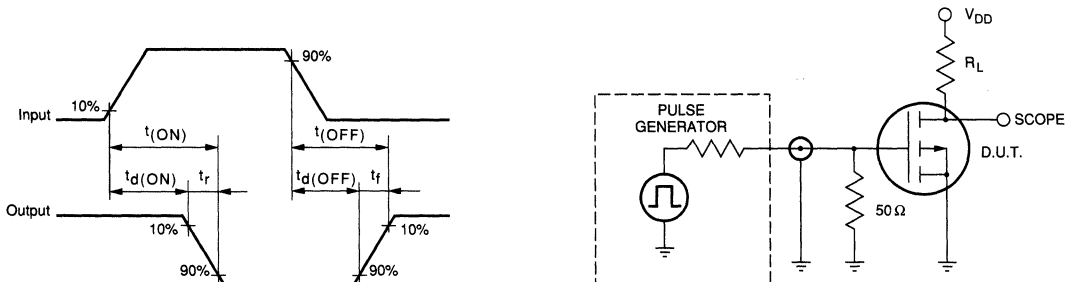 90%
10%
Input
t(ON)
t(OFF)
td(ON)
tr
td(OFF)
tf
Output
10%
10%
90%
90%
VDD
RL
PULSE
GENERATOR
SCOPE
D.U.T.
50Ω